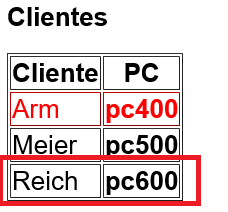 Clientes
Cliente PC
Arm pc400
Meier pc500
Reich pc600